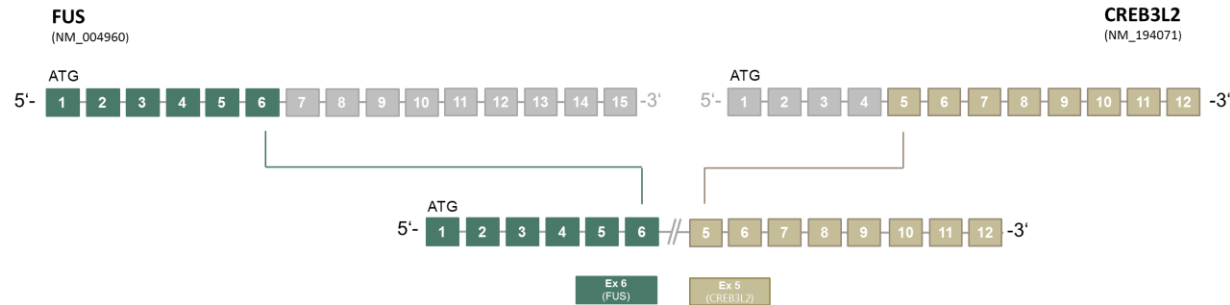 FUS
(NM_004960)
CREB3L2
(NM_194071)
ATG
5'- 1 2 3 4 5 6 7 8 9 10 11 12 13 14 15 -3'
ATG
5'- 1 2 3 4 5 6 7 8 9 10 11 12 -3'
ATG
5'- 1 2 3 4 5 6 // 5 6 7 8 9 10 11 12 -3'
Ex 6
(FUS)
Ex 5
(CREB3L2)